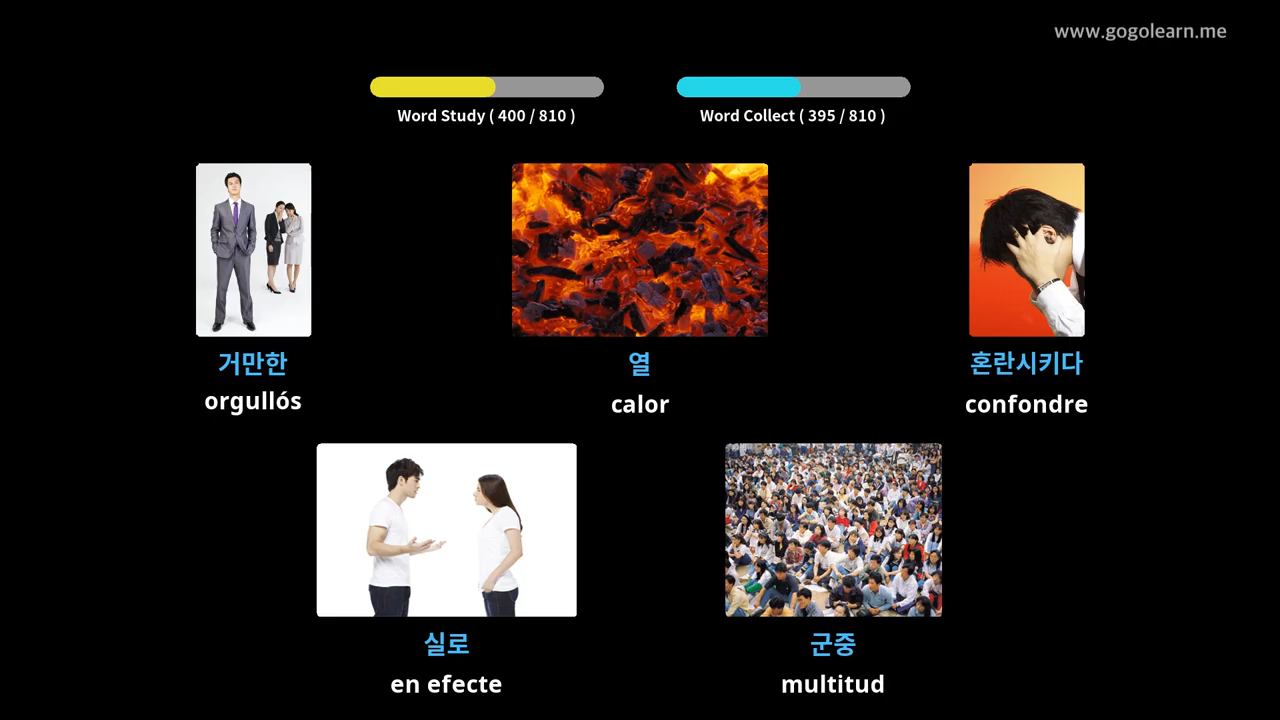 www.gogolearn.me
Word Study ( 400 / 810 )
Word Collect ( 395 / 810 )
거만한
orgullós
열
calor
혼란시키다
confondre
실로
en efecte
군중
multitud